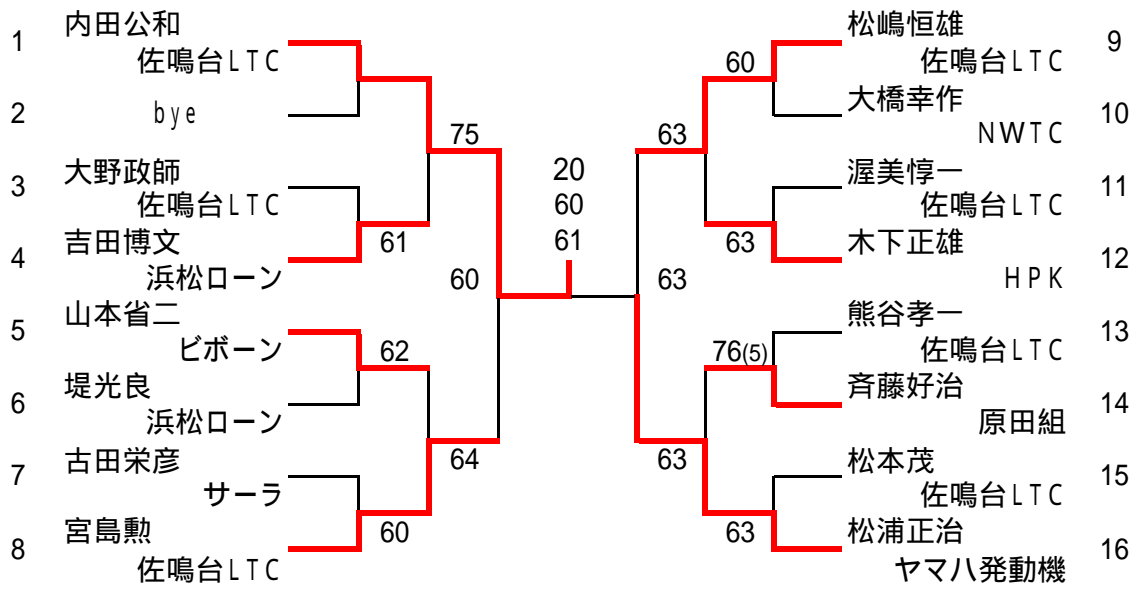 1
内田公和
佐鳴台LTC
2
bye
3
大野政師
佐鳴台LTC
4
吉田博文
浜松ローン
5
山本省二
ビボーン
6
堤光良
浜松ローン
7
古田栄彦
サーラ
8
宮島勲
佐鳴台LTC
61
62
60
75
64
60
20
60
61
63
63
63
60
63
76(5)
63
松嶋恒雄
佐鳴台LTC
9
大橋幸作
NWTC
10
渥美惇一
佐鳴台LTC
11
木下正雄
HPK
12
熊谷孝一
佐鳴台LTC
13
斉藤好治
原田組
14
松本茂
佐鳴台LTC
15
松浦正治
ヤマハ発動機
16